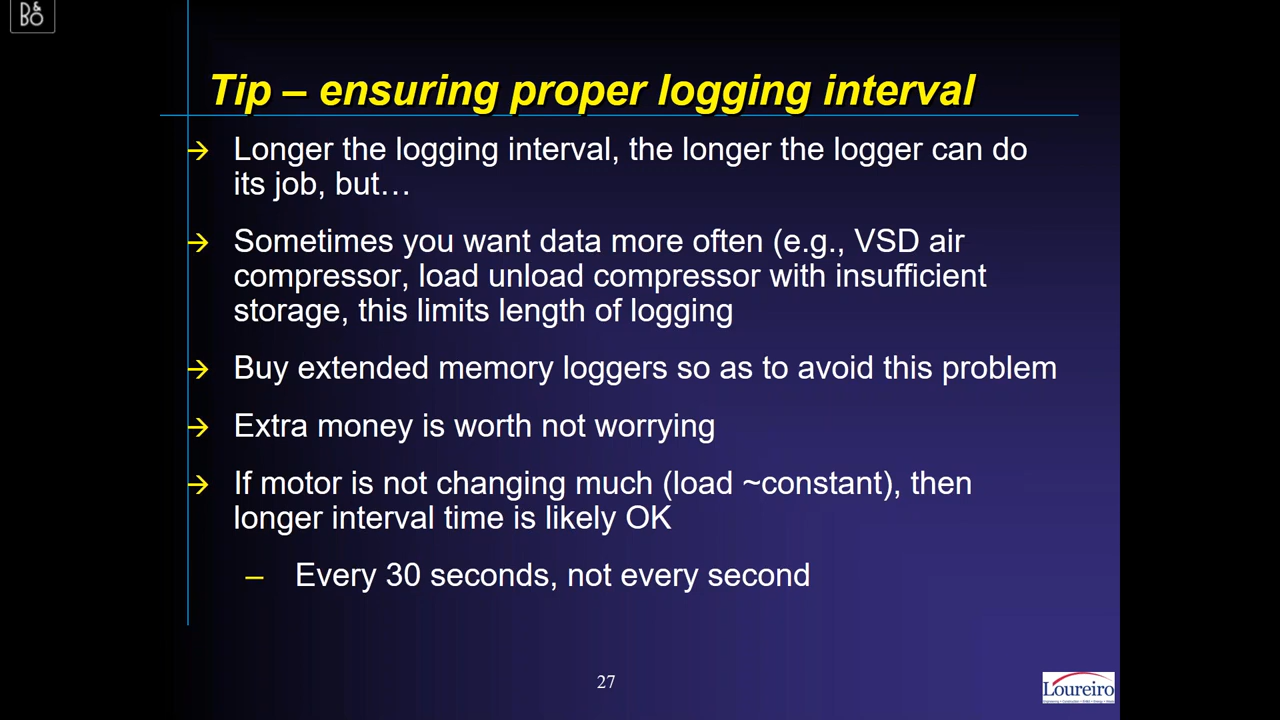 B&O
Tip – ensuring proper logging interval
→ Longer the logging interval, the longer the logger can do
its job, but…
→ Sometimes you want data more often (e.g., VSD air
compressor, load unload compressor with insufficient
storage, this limits length of logging
→ Buy extended memory loggers so as to avoid this problem
→ Extra money is worth not worrying
→ If motor is not changing much (load ~constant), then
longer interval time is likely OK
– Every 30 seconds, not every second
27
Loureiro